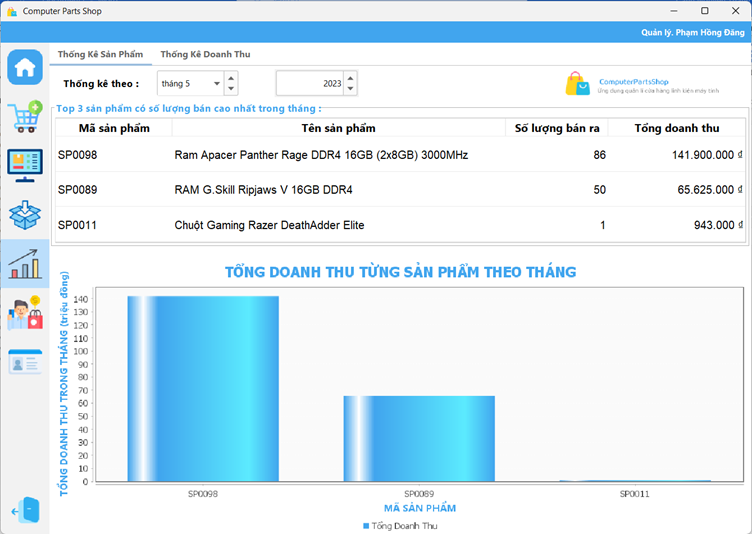 Computer Parts Shop
Quản lý. Phạm Hồng Đăng
Thống Kê Sản Phẩm Thống Kê Doanh Thu
Thống kê theo : tháng 5 2023
ComputerPartsShop
Ứng dụng quản lí cửa hàng linh kiện máy tính
Top 3 sản phẩm có số lượng bán cao nhất trong tháng :
Mã sản phẩm Tên sản phẩm Số lượng bán ra Tổng doanh thu
SP0098 Ram Apacer Panther Rage DDR4 16GB (2x8GB) 3000MHz 86 141.900.000 đ
SP0089 RAM G.Skill Ripjaws V 16GB DDR4 50 65.625.000 đ
SP0011 Chuột Gaming Razer DeathAdder Elite 1 943.000 đ
TỔNG DOANH THU TỪNG SẢN PHẨM THEO THÁNG
TỔNG DOANH THU TRONG THÁNG (triệu đồng)
140
130
120
110
100
90
80
70
60
50
40
30
20
10
0
SP0098 SP0089 SP0011
MÃ SẢN PHẨM
Tổng Doanh Thu